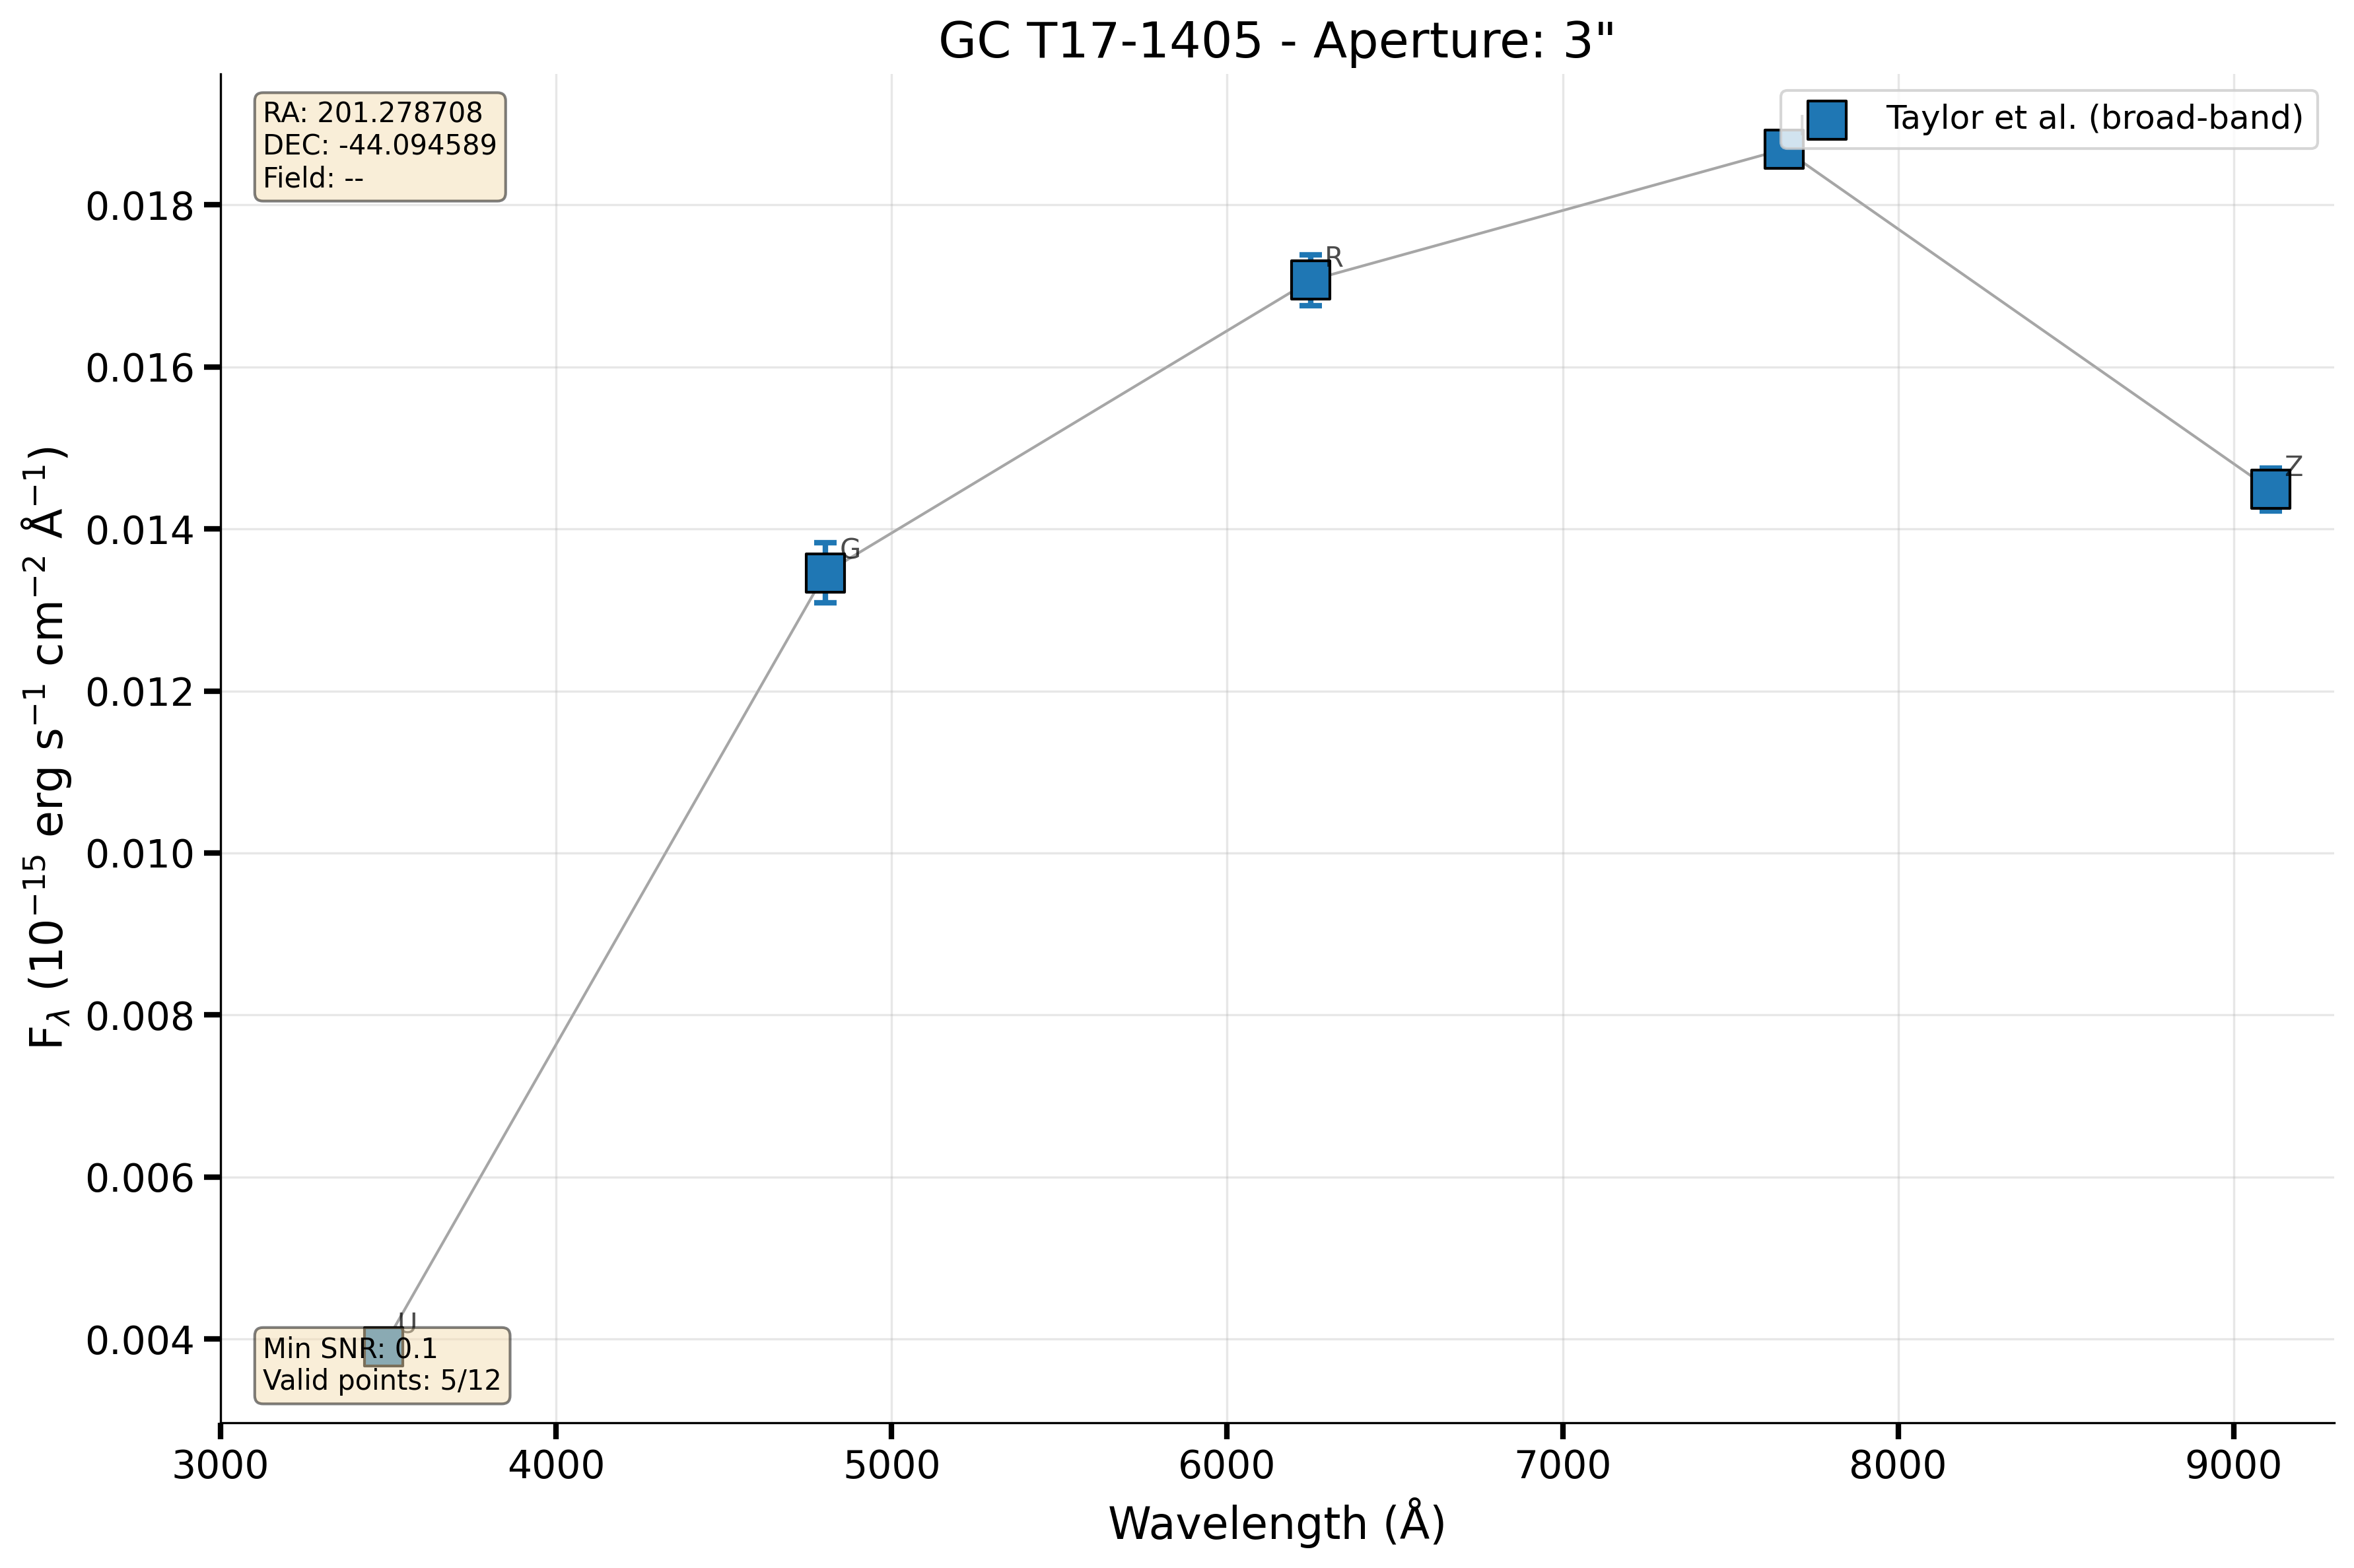 GC T17-1405 - Aperture: 3"
RA: 201.278708
DEC: -44.094589
Field: --
Taylor et al. (broad-band)
I
R
G
Z
U
Min SNR: 0.1
Valid points: 5/12
0.018
0.016
0.014
0.012
0.010
0.008
0.006
0.004
F_λ (10⁻¹⁵ erg s⁻¹ cm⁻² Å⁻¹)
3000 4000 5000 6000 7000 8000 9000
Wavelength (Å)